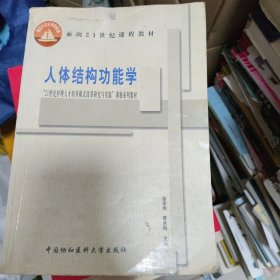 面向21世纪课程教材
人体结构功能学
"21世纪护理人才培养模式改革研究与实践"课题系列教材
中国协和医科大学出版社